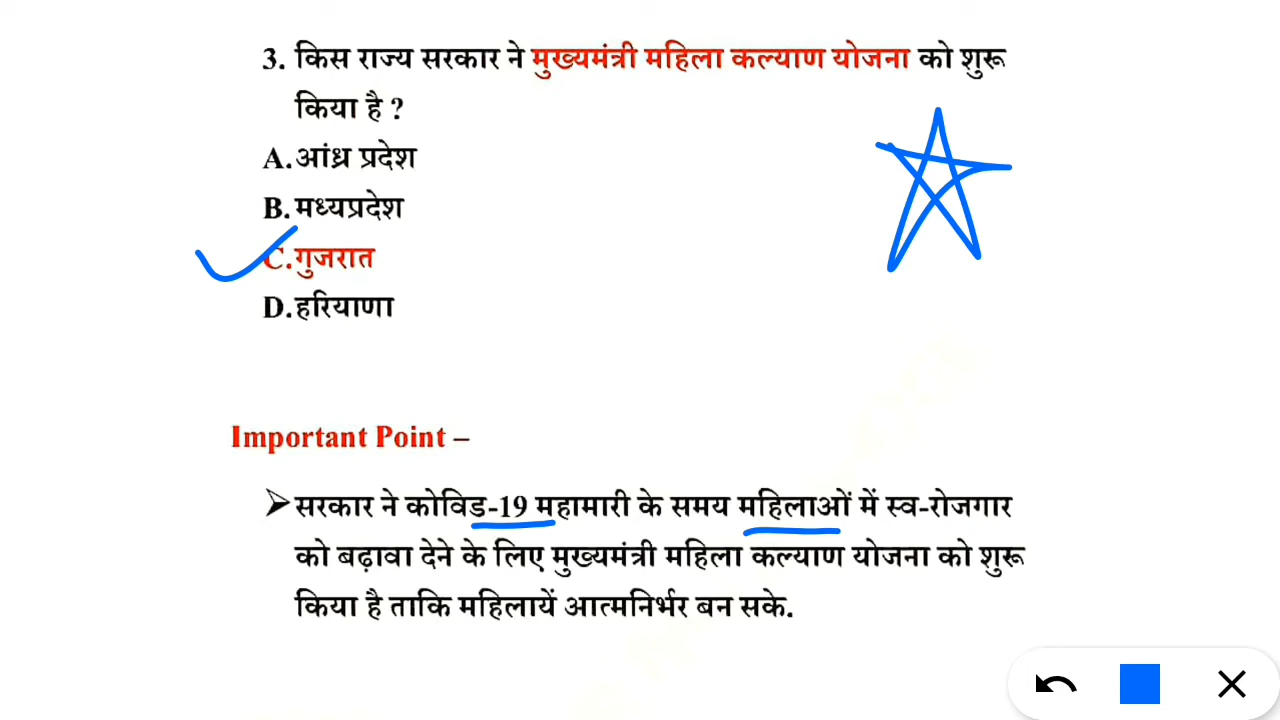 3. किस राज्य सरकार ने मुख्यमंत्री महिला कल्याण योजना को शुरू
किया है ?
A.आंध्र प्रदेश
B.मध्यप्रदेश
C.गुजरात
D.हरियाणा
Important Point –
➢सरकार ने कोविड-19 महामारी के समय महिलाओं में स्व-रोजगार
को बढ़ावा देने के लिए मुख्यमंत्री महिला कल्याण योजना को शुरू
किया है ताकि महिलायें आत्मनिर्भर बन सके.